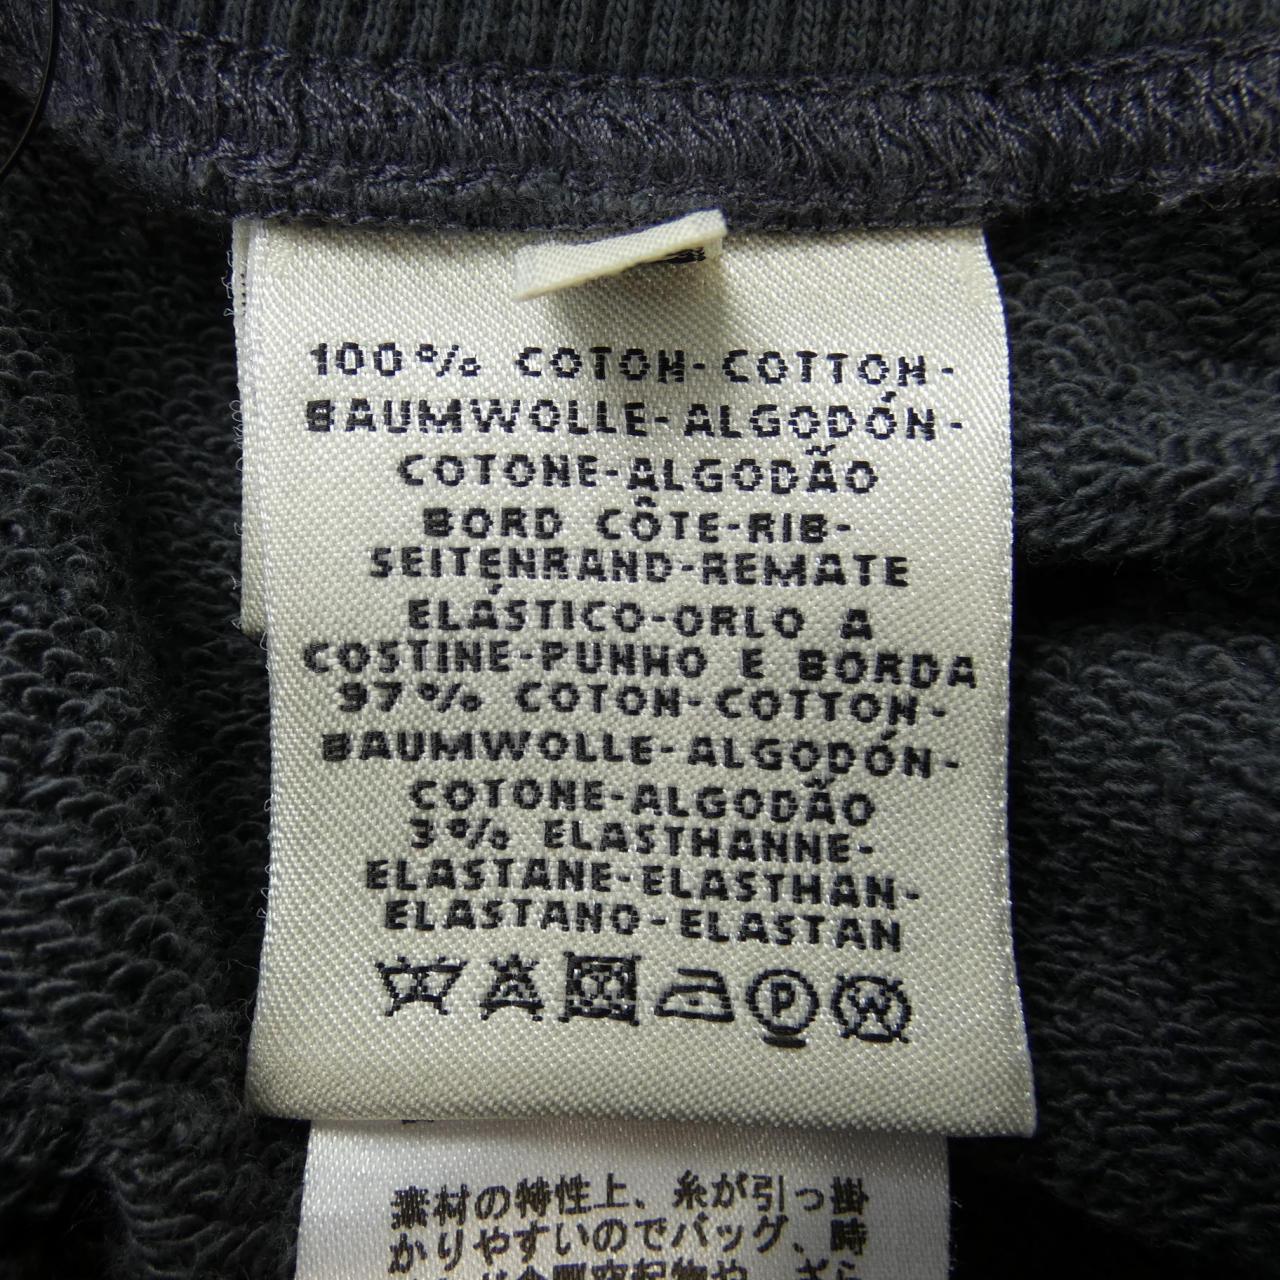 100% COTON-COTTON-
BAUMWOLLE-ALGODÓN-
COTONE-ALGODÃO
BORD CÔTE-RIB-
SEITENRAND-REMATE
ELÁSTICO-ORLO A
COSTINE-PUNHO E BORDA
97% COTON-COTTON-
BAUMWOLLE-ALGODÓN-
COTONE-ALGODÃO
3% ELASTHANNE-
ELASTANE-ELASTHAN-
ELASTANO-ELASTAN
P
W
素材の特性上、糸が引っ掛
かりやすいのでバッグ、時